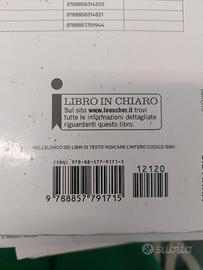 9788858314203
9788858314821
9788857791944
i
LIBRO IN CHIARO
Sul sito www.loescher.it trovi
tutte le informazioni dettagliate
riguardanti questo libro.
NELL'ELENCO DEI LIBRI DI TESTO INDICARE L'INTERO CODICE ISBN
ISBN 978-88-577-9171-5
12120
9 788857 791715
subito